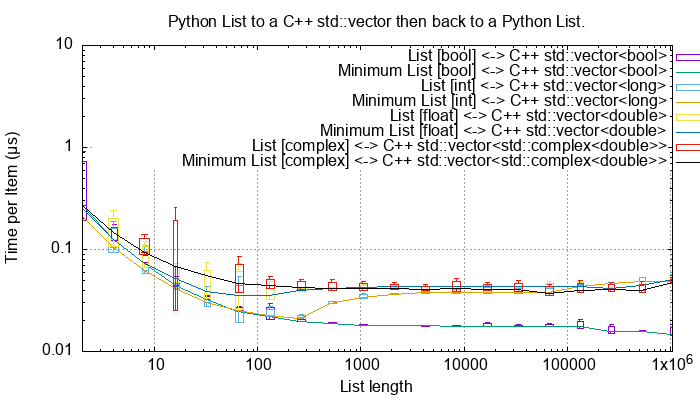 Python List to a C++ std::vector then back to a Python List.
10
List [bool] <-> C++ std::vector<bool>
Minimum List [bool] <-> C++ std::vector<bool>
List [int] <-> C++ std::vector<long>
Minimum List [int] <-> C++ std::vector<long>
List [float] <-> C++ std::vector<double>
Minimum List [float] <-> C++ std::vector<double>
List [complex] <-> C++ std::vector<std::complex<double>>
Minimum List [complex] <-> C++ std::vector<std::complex<double>>
1
Time per Item (µs)
0.1
0.01
10
100
1000
10000
100000
1x10⁶
List length